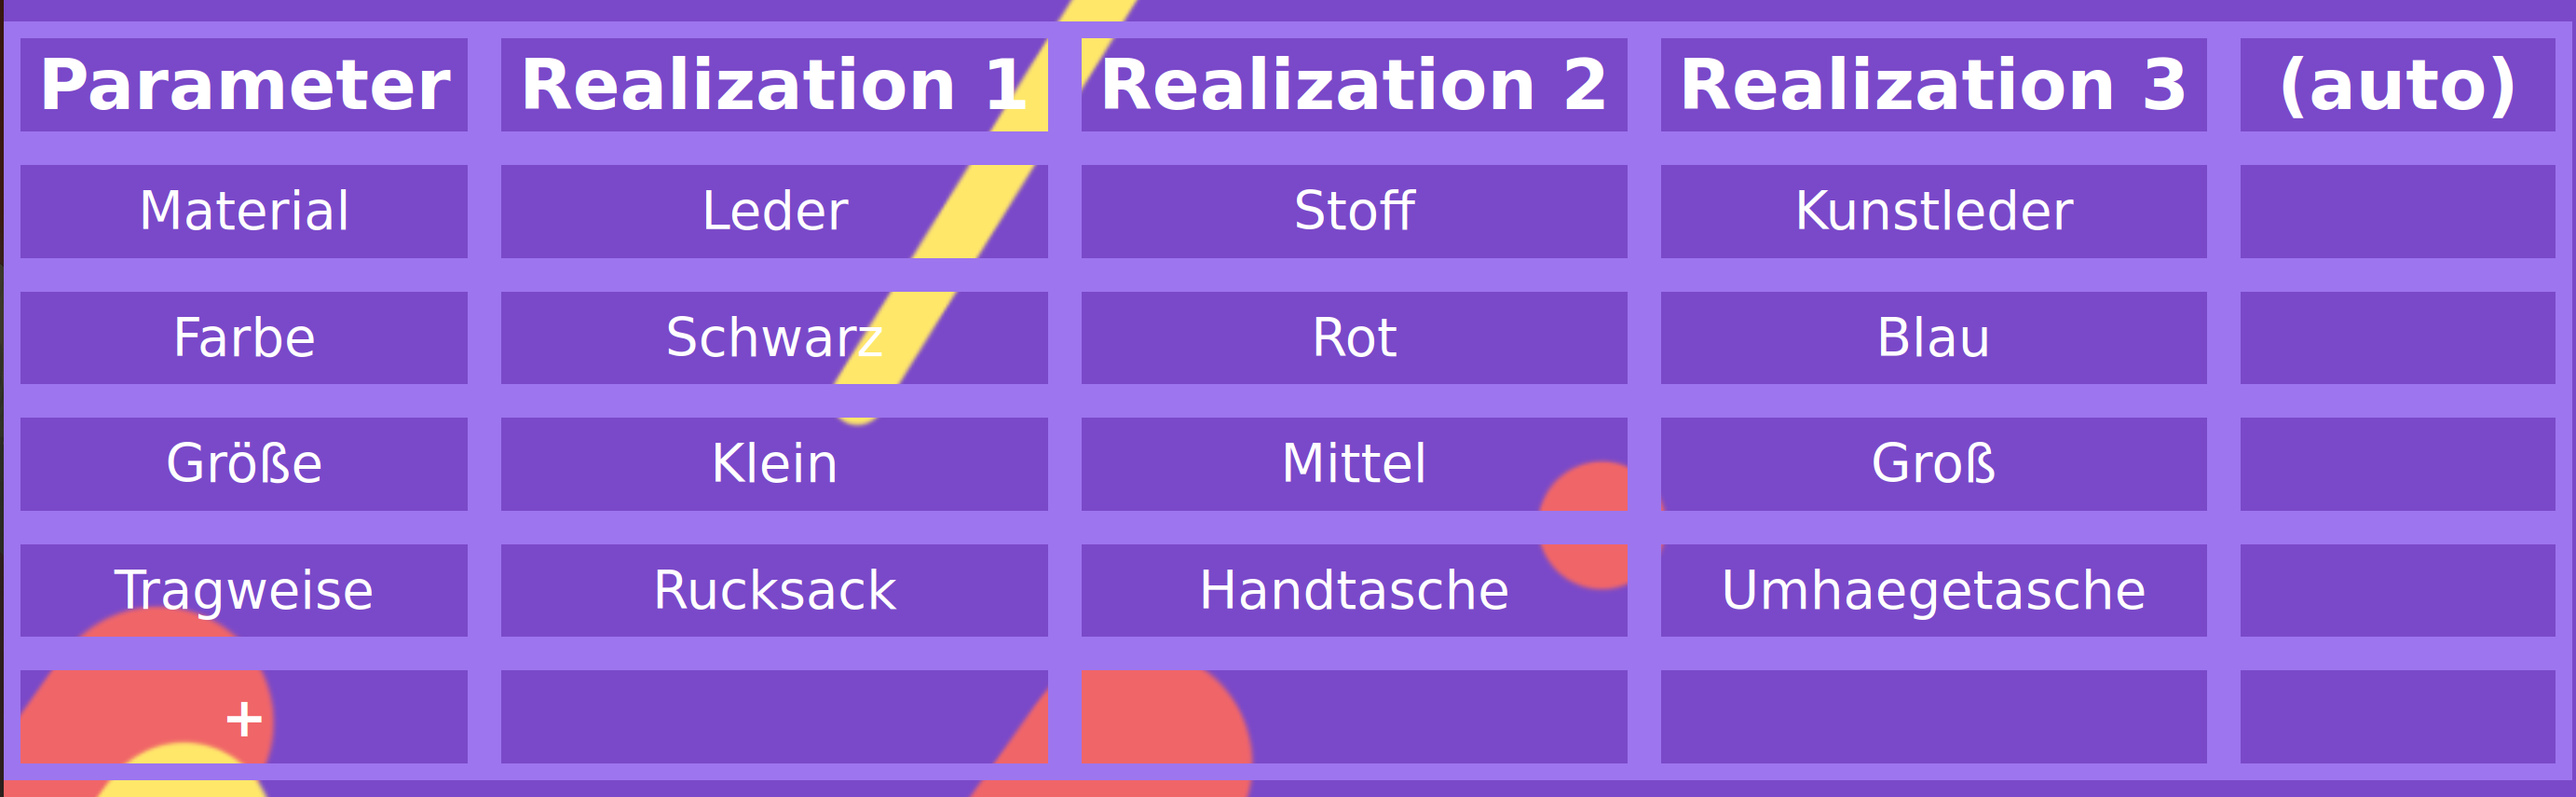 Parameter Realization 1 Realization 2 Realization 3 (auto)
Material Leder Stoff Kunstleder
Farbe Schwarz Rot Blau
Größe Klein Mittel Groß
Tragweise Rucksack Handtasche Umhaegetasche
+